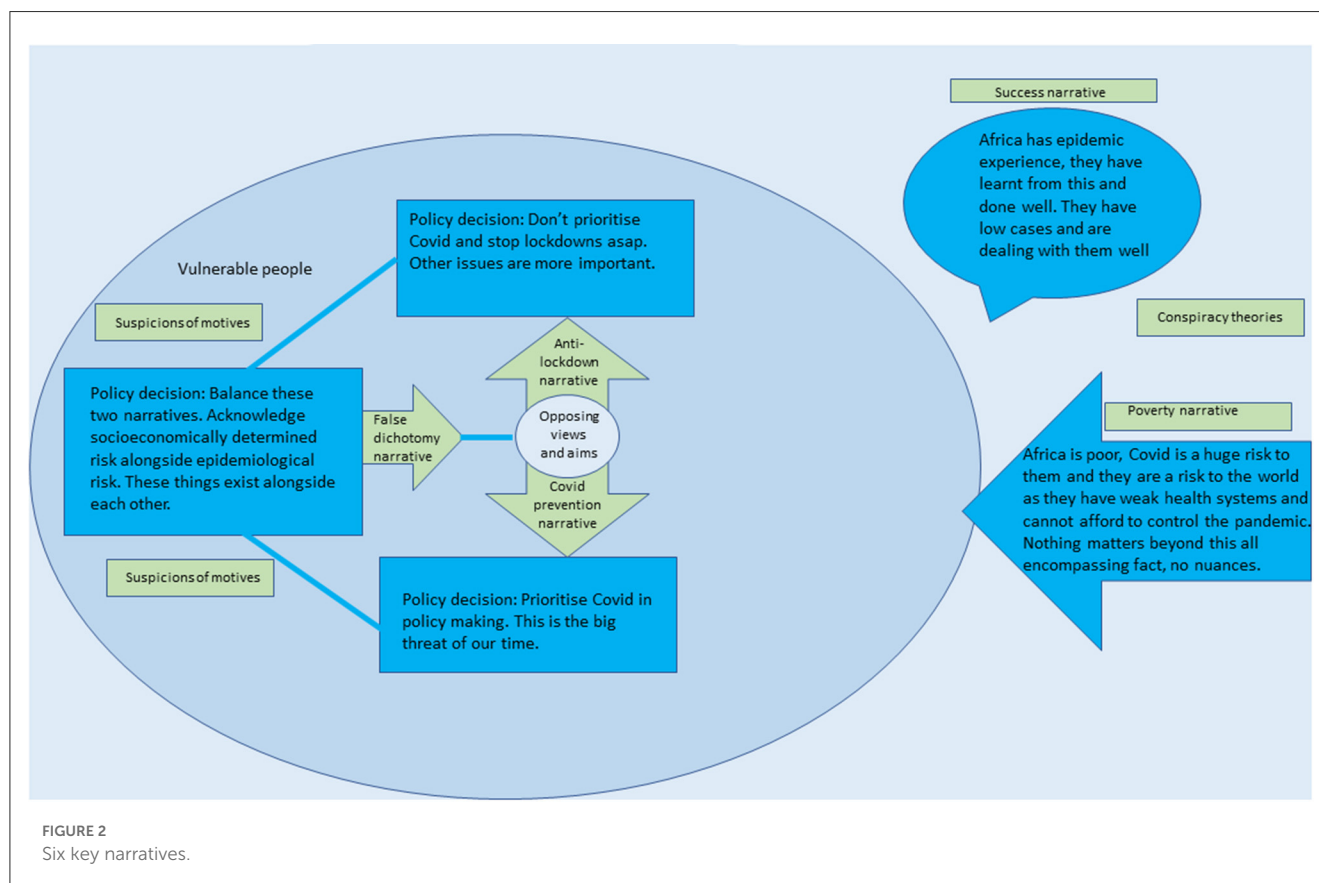 Success narrative
Africa has epidemic
experience, they have
learnt from this and
done well. They have
low cases and are
dealing with them well
Conspiracy theories
Poverty narrative
Africa is poor, Covid is a huge risk to
them and they are a risk to the world
as they have weak health systems and
cannot afford to control the pandemic.
Nothing matters beyond this all
encompassing fact, no nuances.
Vulnerable people
Suspicions of motives
Policy decision: Don't prioritise
Covid and stop lockdowns asap.
Other issues are more important.
Policy decision: Balance these
two narratives. Acknowledge
socioeconomically determined
risk alongside epidemiological
risk. These things exist alongside
each other.
False
dichotomy
narrative
Anti-
lockdown
narrative
Opposing
views
and aims
Covid
prevention
narrative
Suspicions of motives
Policy decision: Prioritise Covid in
policy making. This is the big
threat of our time.
FIGURE 2
Six key narratives.